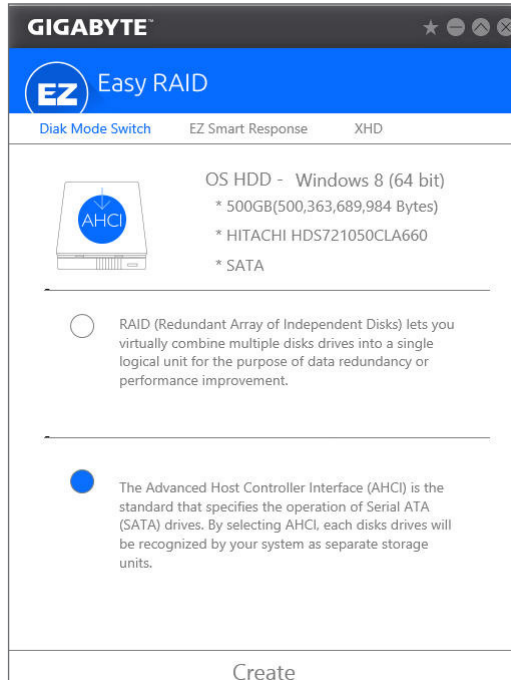 GIGABYTE™
EZ Easy RAID
Diak Mode Switch EZ Smart Response XHD
OS HDD - Windows 8 (64 bit)
* 500GB(500,363,689,984 Bytes)
AHCI
* HITACHI HDS721050CLA660
* SATA
RAID (Redundant Array of Independent Disks) lets you
virtually combine multiple disks drives into a single
logical unit for the purpose of data redundancy or
performance improvement.
The Advanced Host Controller Interface (AHCI) is the
standard that specifies the operation of Serial ATA
(SATA) drives. By selecting AHCI, each disks drives will
be recognized by your system as separate storage
units.
Create